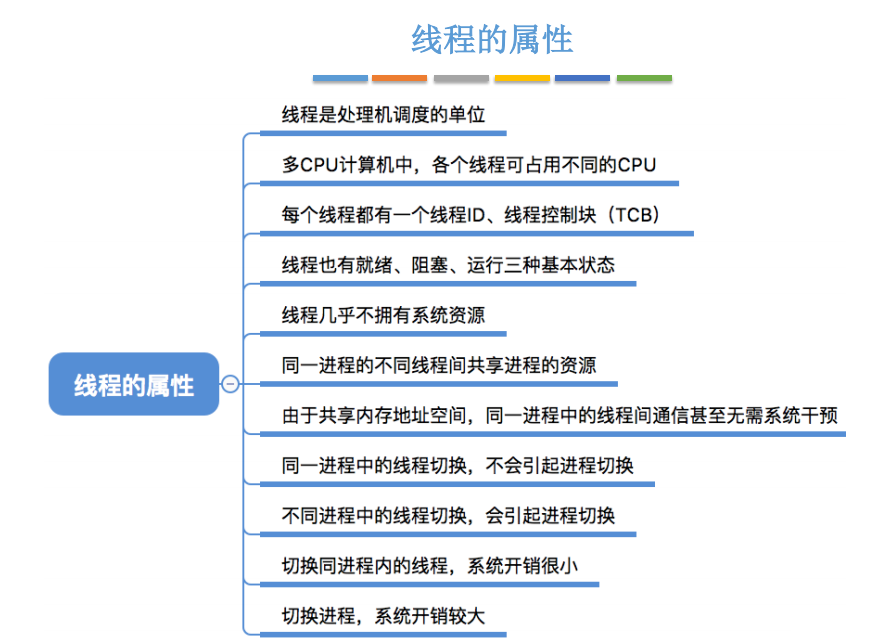 线程的属性
线程是处理机调度的单位
多CPU计算机中，各个线程可占用不同的CPU
每个线程都有一个线程ID、线程控制块（TCB）
线程也有就绪、阻塞、运行三种基本状态
线程几乎不拥有系统资源
线程的属性
同一进程的不同线程间共享进程的资源
由于共享内存地址空间，同一进程中的线程间通信甚至无需系统干预
同一进程中的线程切换，不会引起进程切换
不同进程中的线程切换，会引起进程切换
切换同进程内的线程，系统开销很小
切换进程，系统开销较大